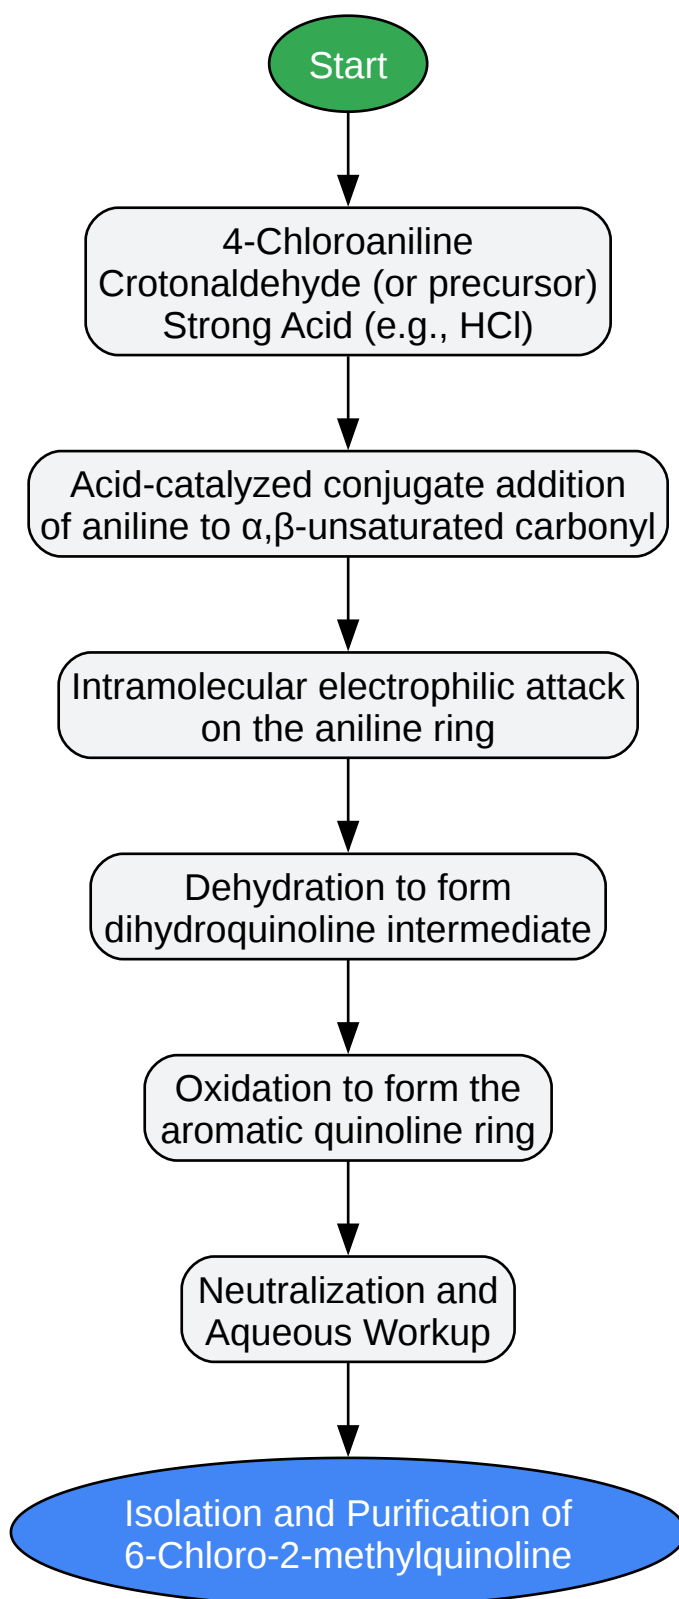 Start
4-Chloroaniline
Crotonaldehyde (or precursor)
Strong Acid (e.g., HCl)
Acid-catalyzed conjugate addition
of aniline to α,β-unsaturated carbonyl
Intramolecular electrophilic attack
on the aniline ring
Dehydration to form
dihydroquinoline intermediate
Oxidation to form the
aromatic quinoline ring
Neutralization and
Aqueous Workup
Isolation and Purification of
6-Chloro-2-methylquinoline